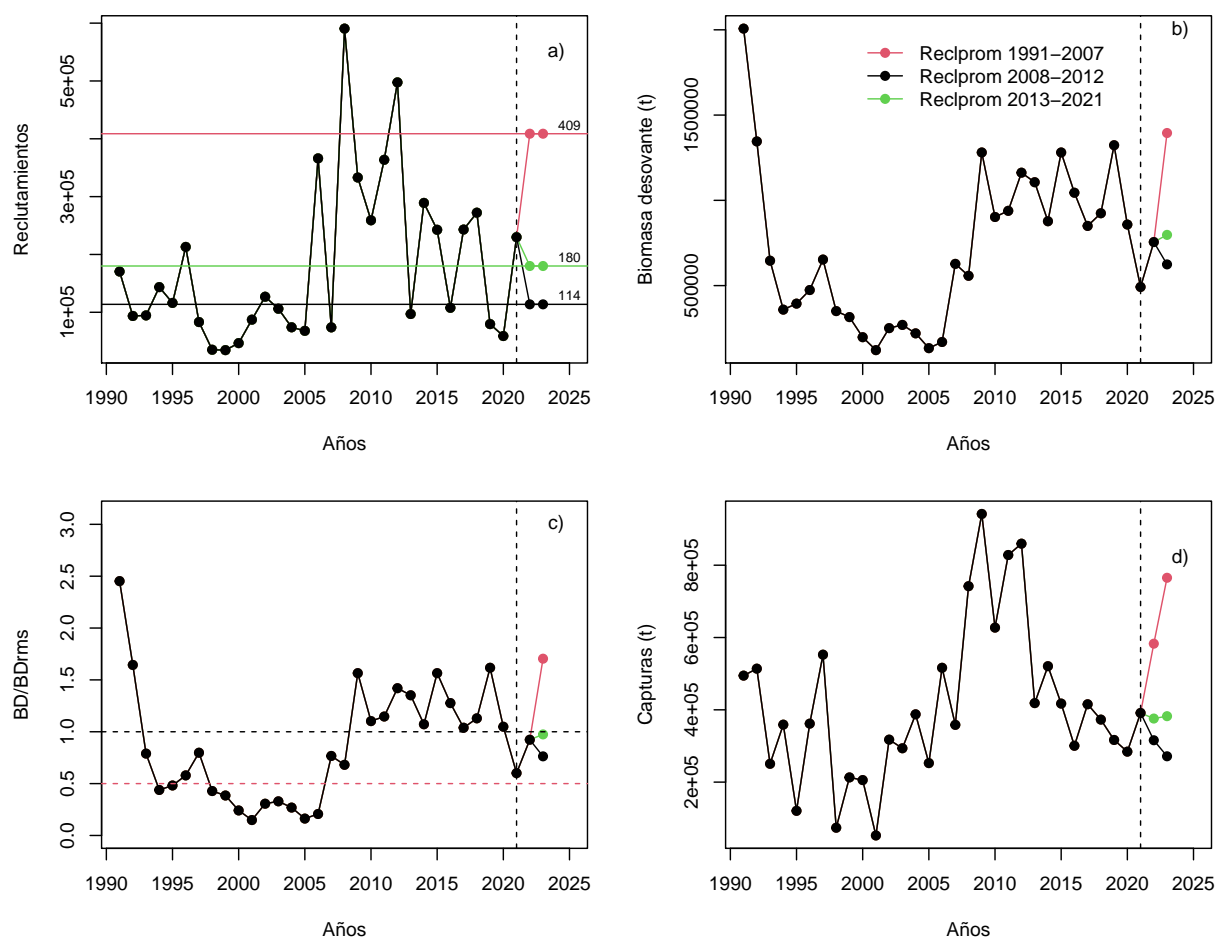 a)
409
180
114
Reclutamientos
1e+05
3e+05
5e+05
1990 1995 2000 2005 2010 2015 2020 2025
Años
b)
Reclprom 1991−2007
Reclprom 2008−2012
Reclprom 2013−2021
Biomasa desovante (t)
500000
1500000
1990 1995 2000 2005 2010 2015 2020 2025
Años
c)
BD/BDrms
0.0
0.5
1.0
1.5
2.0
2.5
3.0
1990 1995 2000 2005 2010 2015 2020 2025
Años
d)
Capturas (t)
2e+05
4e+05
6e+05
8e+05
1990 1995 2000 2005 2010 2015 2020 2025
Años